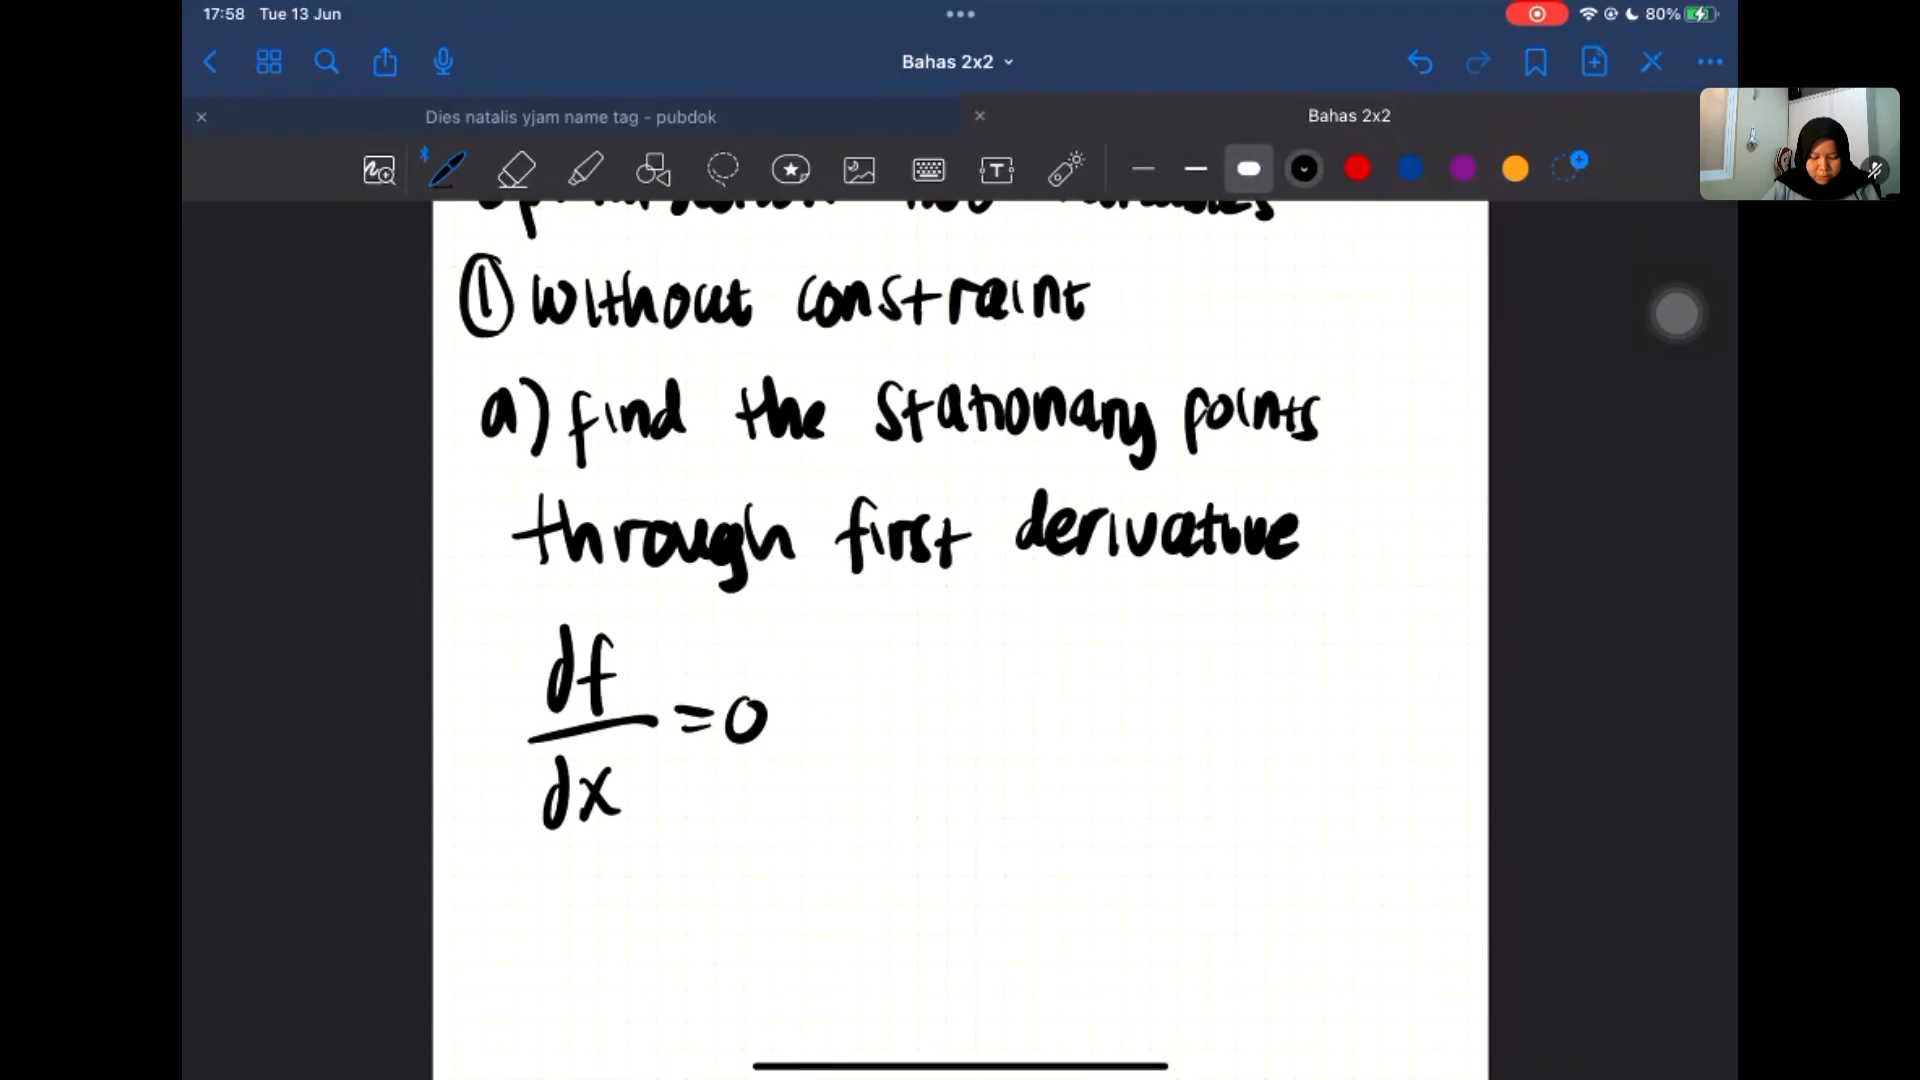 17:58 Tue 13 Jun
80%
Bahas 2x2
Dies natalis yjam name tag - pubdok
Bahas 2x2
① without constraint
a) find the stationary points
through first derivative
df
— =0
dx